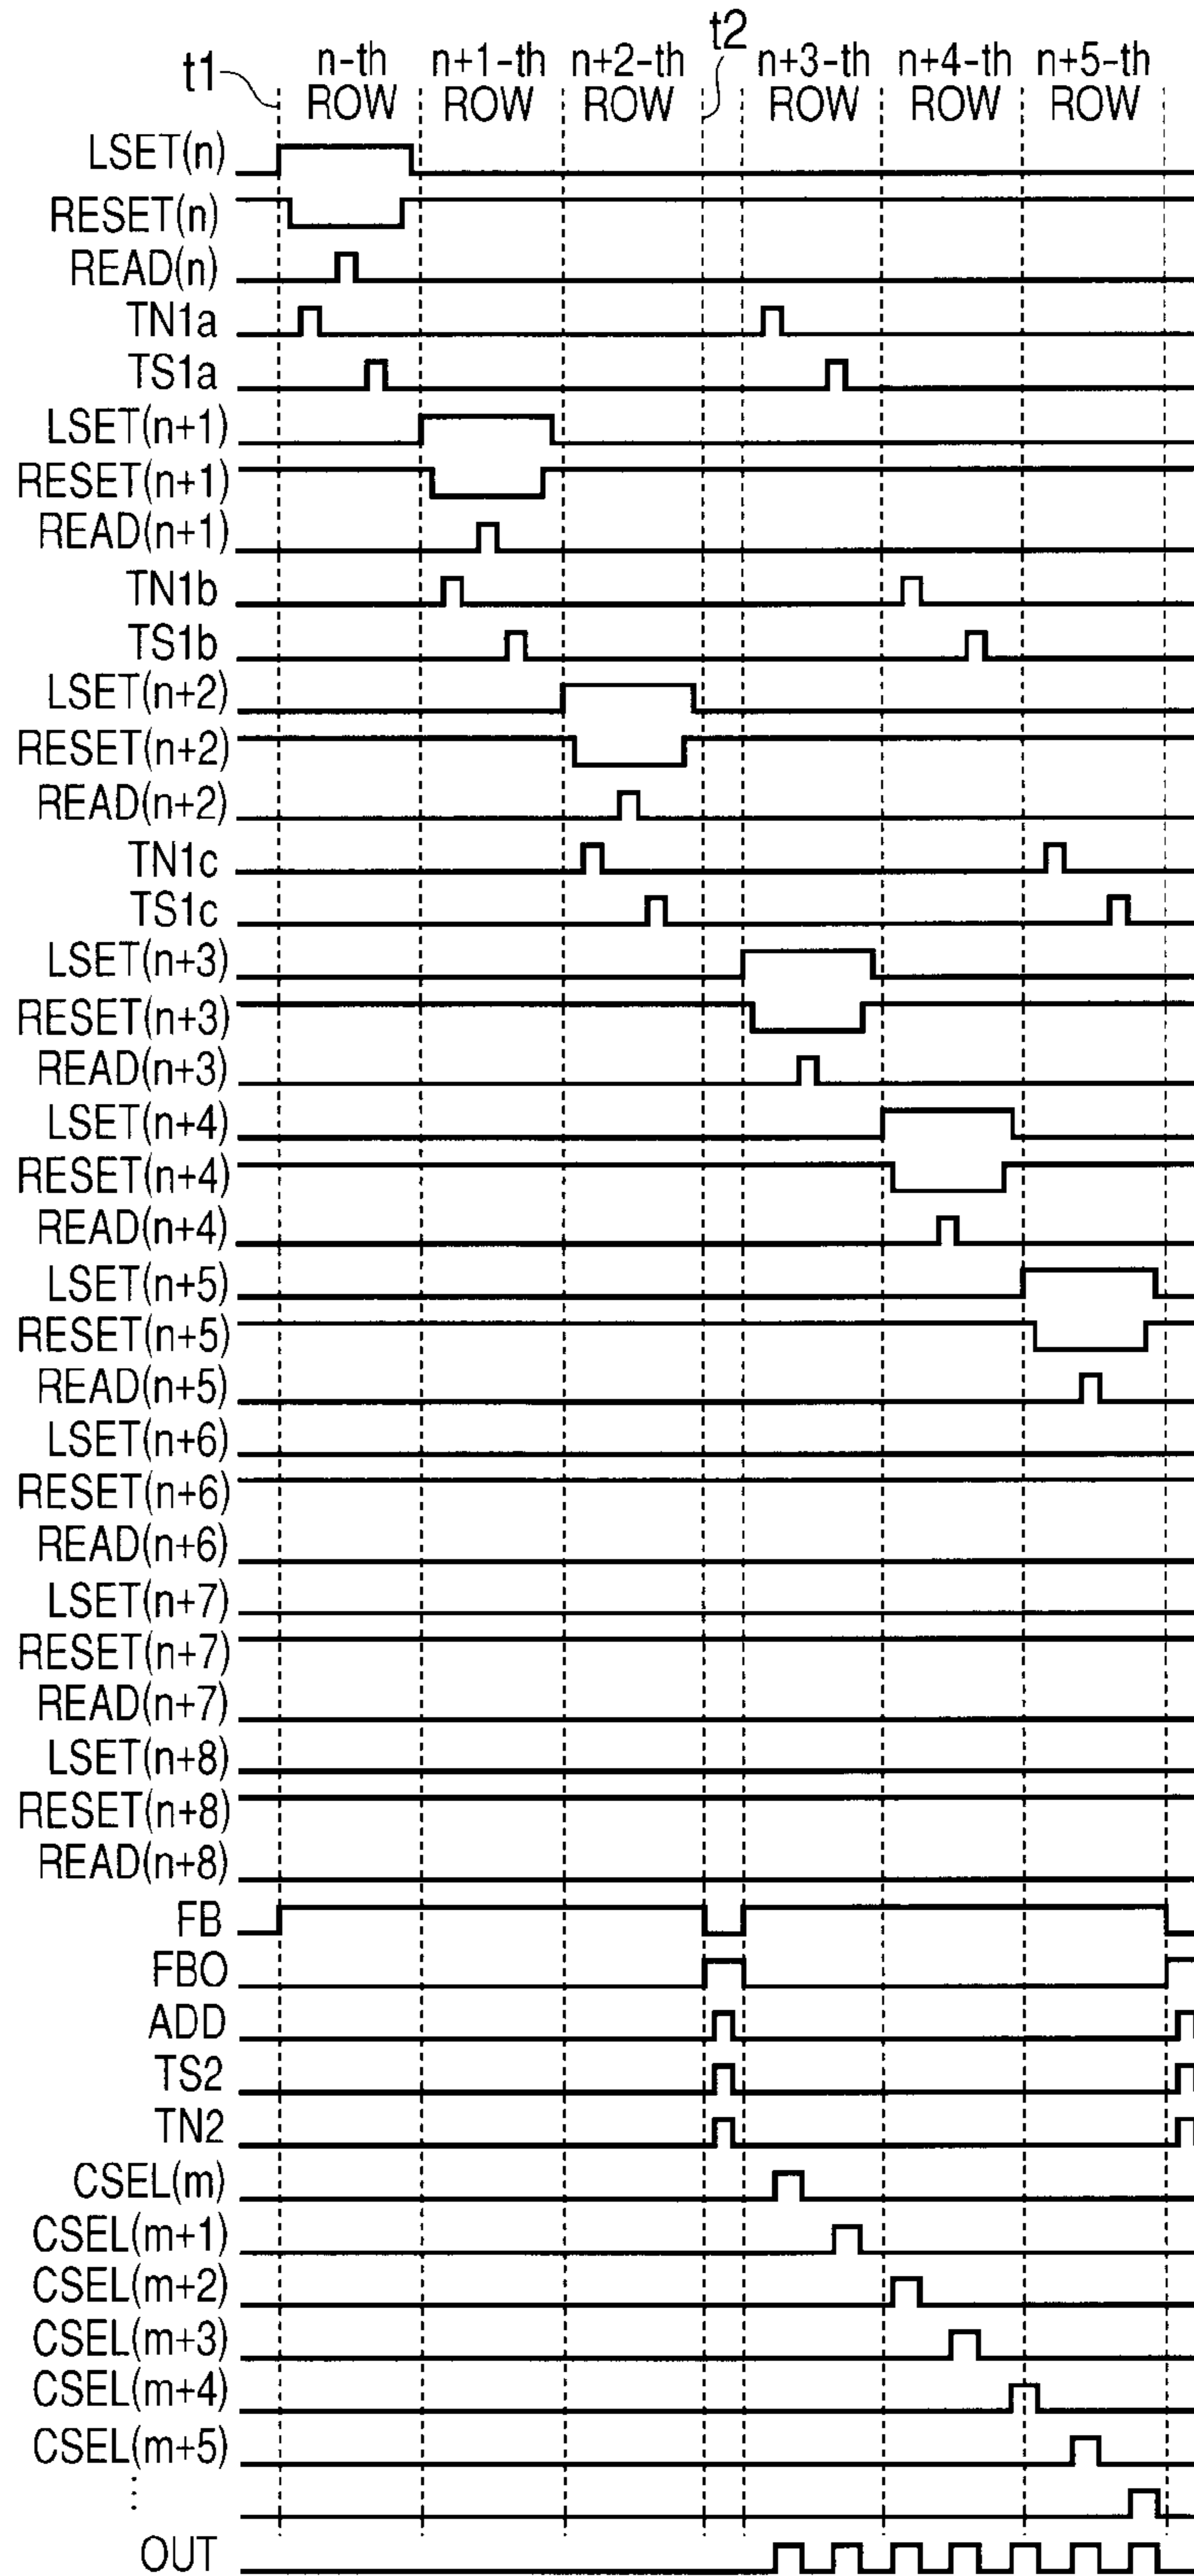 t1
n-th ROW
n+1-th ROW
n+2-th ROW
t2
n+3-th ROW
n+4-th ROW
n+5-th ROW
LSET(n)
RESET(n)
READ(n)
TN1a
TS1a
LSET(n+1)
RESET(n+1)
READ(n+1)
TN1b
TS1b
LSET(n+2)
RESET(n+2)
READ(n+2)
TN1c
TS1c
LSET(n+3)
RESET(n+3)
READ(n+3)
LSET(n+4)
RESET(n+4)
READ(n+4)
LSET(n+5)
RESET(n+5)
READ(n+5)
LSET(n+6)
RESET(n+6)
READ(n+6)
LSET(n+7)
RESET(n+7)
READ(n+7)
LSET(n+8)
RESET(n+8)
READ(n+8)
FB
FBO
ADD
TS2
TN2
CSEL(m)
CSEL(m+1)
CSEL(m+2)
CSEL(m+3)
CSEL(m+4)
CSEL(m+5)
⋮
OUT